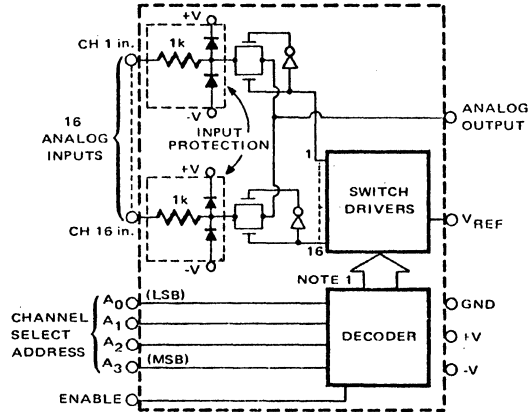 +V
CH 1 in.
1k
-V
16
ANALOG
INPUTS
INPUT
PROTECTION
ANALOG
OUTPUT
1
+V
1k
SWITCH
DRIVERS
VREF
CH 16 in.
16
-V
NOTE 1
CHANNEL
SELECT
ADDRESS
A0 (LSB)
A1
A2
A3 (MSB)
DECODER
GND
+V
-V
ENABLE